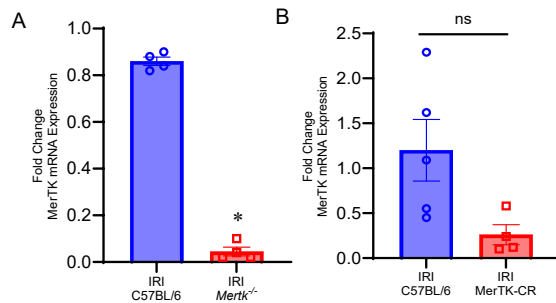 A
Fold Change
MerTK mRNA Expression
1.0
0.8
0.6
0.4
0.2
0.0
*
IRI
C57BL/6
IRI
Mertk-/-
B
ns
Fold Change
MerTK mRNA Expression
2.5
2.0
1.5
1.0
0.5
0.0
IRI
C57BL/6
IRI
MerTK-CR